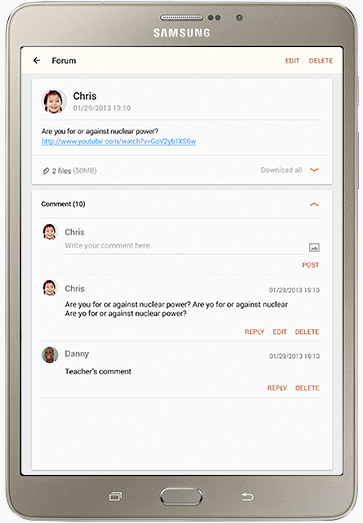 SAMSUNG
Forum EDIT DELETE
Chris
01/29/2013 19:10
Are you for or against nuclear power?
http://www.youtube.com/watch?v=GoV2yb1XS6w
2 files (50MB) Download all
Comment (10)
Chris
Write your comment here
POST
Chris 01/29/2013 19:10
Are you for or against nuclear power? Are yo for or against nuclear
Are yo for or against nuclear power?
REPLY EDIT DELETE
Danny 01/29/2013 19:10
Teacher's comment
REPLY DELETE